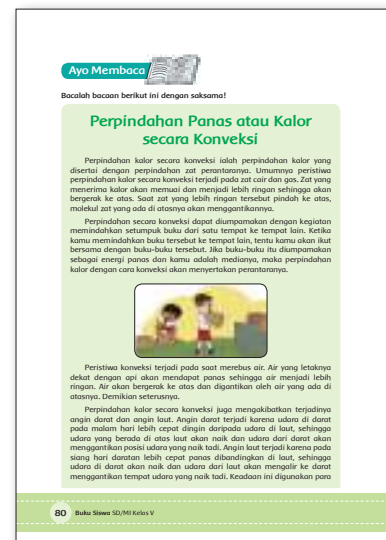 Ayo Membaca
Bacalah bacaan berikut ini dengan saksama!
Perpindahan Panas atau Kalor
secara Konveksi
Perpindahan kalor secara konveksi ialah perpindahan kalor yang
disertai dengan perpindahan zat perantaranya. Umumnya peristiwa
perpindahan kalor secara konveksi terjadi pada zat cair dan gas. Zat yang
menerima kalor akan memuai dan menjadi lebih ringan sehingga akan
bergerak ke atas. Saat zat yang lebih ringan tersebut pindah ke atas,
molekul zat yang ada di atasnya akan menggantikannya.
Perpindahan secara konveksi dapat diumpamakan dengan kegiatan
memindahkan setumpuk buku dari satu tempat ke tempat lain. Ketika
kamu memindahkan buku tersebut ke tempat lain, tentu kamu akan ikut
bersama dengan buku-buku tersebut. Jika buku-buku itu diumpamakan
sebagai energi panas dan kamu adalah medianya, maka perpindahan
kalor dengan cara konveksi akan menyertakan perantaranya.
Peristiwa konveksi terjadi pada saat merebus air. Air yang letaknya
dekat dengan api akan mendapat panas sehingga air menjadi lebih
ringan. Air akan bergerak ke atas dan digantikan oleh air yang ada di
atasnya. Demikian seterusnya.
Perpindahan kalor secara konveksi juga mengakibatkan terjadinya
angin darat dan angin laut. Angin darat terjadi karena udara di darat
pada malam hari lebih cepat dingin daripada udara di laut, sehingga
udara yang berada di atas laut akan naik dan udara dari darat akan
menggantikan posisi udara yang naik tadi. Angin laut terjadi karena pada
siang hari daratan lebih cepat panas dibandingkan di laut, sehingga
udara di darat akan naik dan udara dari laut akan mengalir ke darat
menggantikan tempat udara yang naik tadi. Keadaan ini digunakan para
80 Buku Siswa SD/MI Kelas V